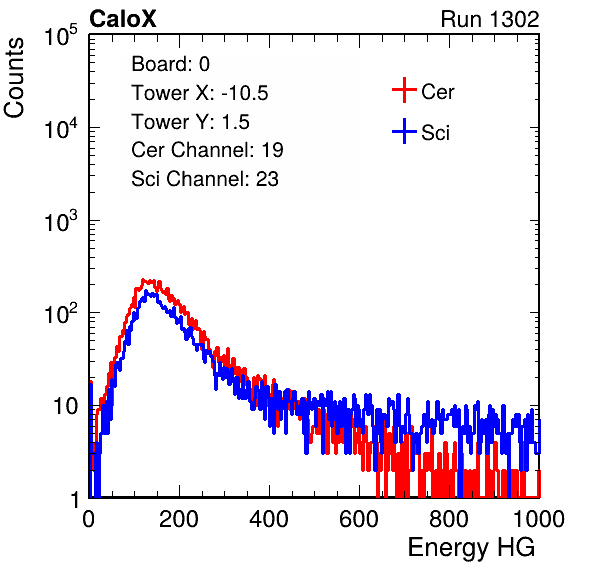 CaloX Run 1302
Counts
Board: 0
Tower X: -10.5
Tower Y: 1.5
Cer Channel: 19
Sci Channel: 23
Cer
Sci
10^5
10^4
10^3
10^2
10
1
0 200 400 600 800 1000
Energy HG